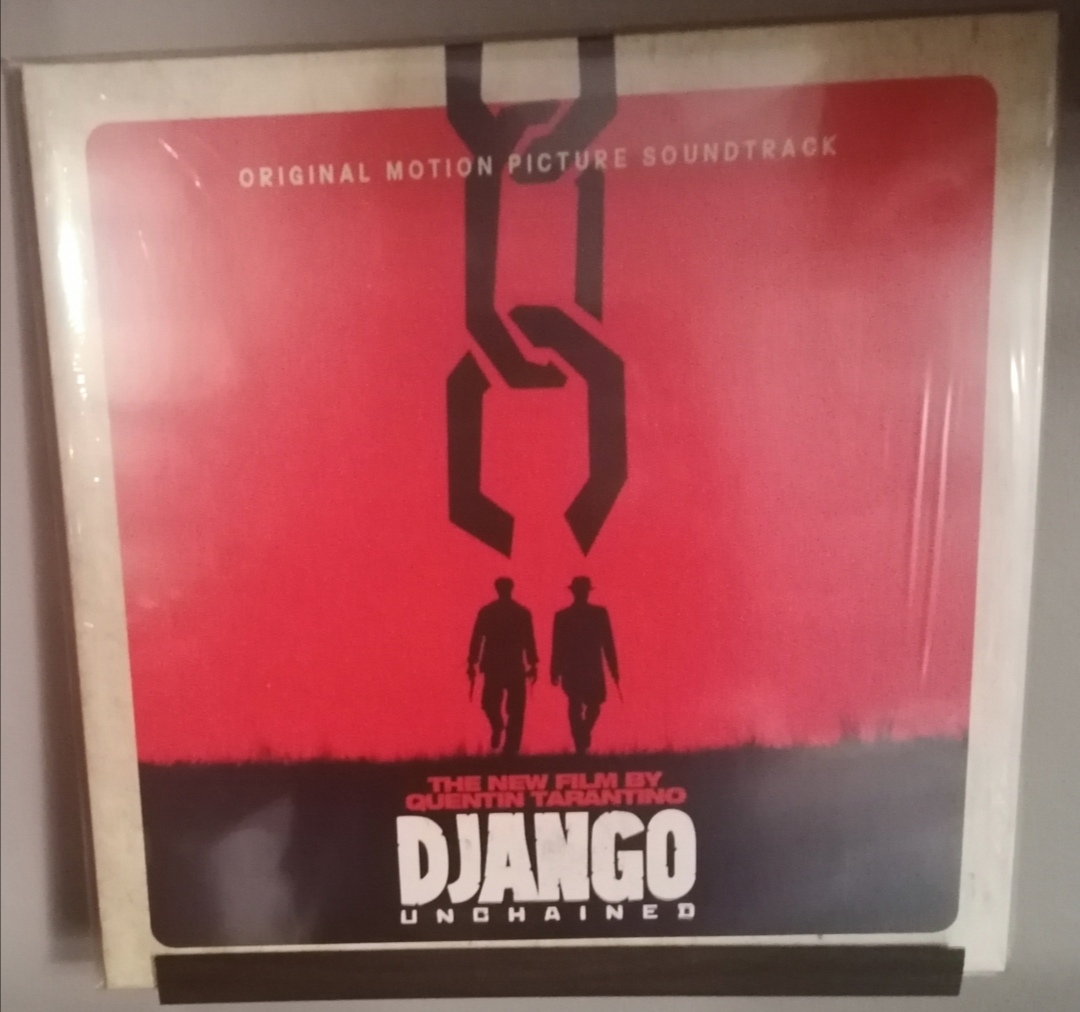 ORIGINAL MOTION PICTURE SOUNDTRACK
THE NEW FILM BY
QUENTIN TARANTINO
DJANGO
UNCHAINED